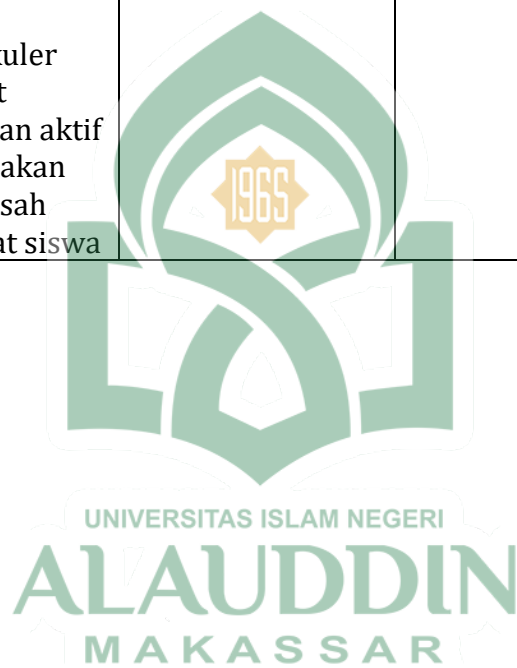 kuler
t
an aktif
akan
sah
at siswa
1965
UNIVERSITAS ISLAM NEGERI
ALAUDDIN
MAKASSAR